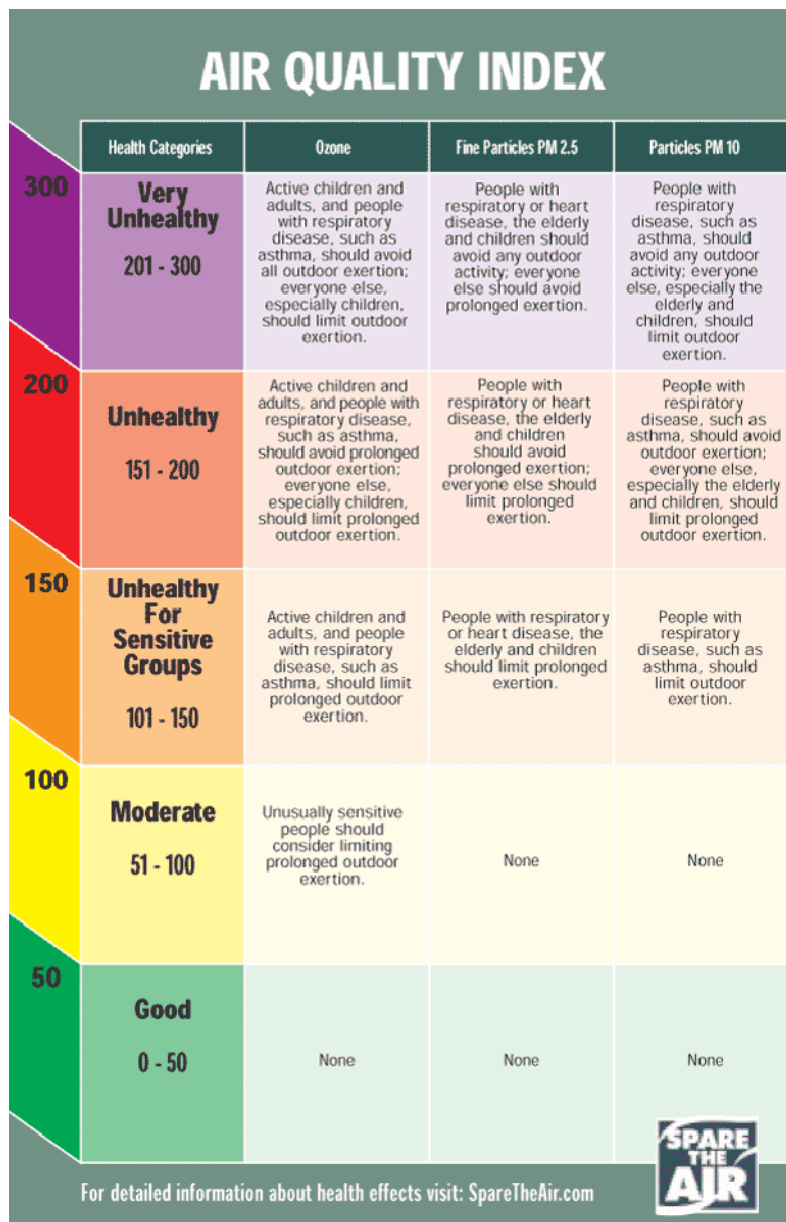 AIR QUALITY INDEX
Health Categories
Ozone
Fine Particles PM 2.5
Particles PM 10
300
Very
Unhealthy
201 - 300
Active children and
adults, and people
with respiratory
disease, such as
asthma, should avoid
all outdoor exertion;
everyone else,
especially children,
should limit outdoor
exertion.
People with
respiratory or heart
disease, the elderly
and children should
avoid any outdoor
activity; everyone
else should avoid
prolonged exertion.
People with
respiratory
disease, such as
asthma, should
avoid any outdoor
activity; everyone
else, especially the
elderly and
children, should
limit outdoor
exertion.
200
Unhealthy
151 - 200
Active children and
adults, and people with
respiratory disease,
such as asthma,
should avoid prolonged
outdoor exertion;
everyone else,
especially children,
should limit prolonged
outdoor exertion.
People with
respiratory or heart
disease, the elderly
and children
should avoid
prolonged exertion;
everyone else should
limit prolonged
exertion.
People with
respiratory
disease, such as
asthma, should avoid
outdoor exertion;
everyone else,
especially the elderly
and children, should
limit prolonged
outdoor exertion.
150
Unhealthy
For
Sensitive
Groups
101 - 150
Active children and
adults, and people
with respiratory
disease, such as
asthma, should limit
prolonged outdoor
exertion.
People with respiratory
or heart disease, the
elderly and children
should limit prolonged
exertion.
People with
respiratory
disease, such as
asthma, should
limit outdoor
exertion.
100
Moderate
51 - 100
Unusually sensitive
people should
consider limiting
prolonged outdoor
exertion.
None
None
50
Good
0 - 50
None
None
None
For detailed information about health effects visit: SpareTheAir.com
SPARE
THE
AIR